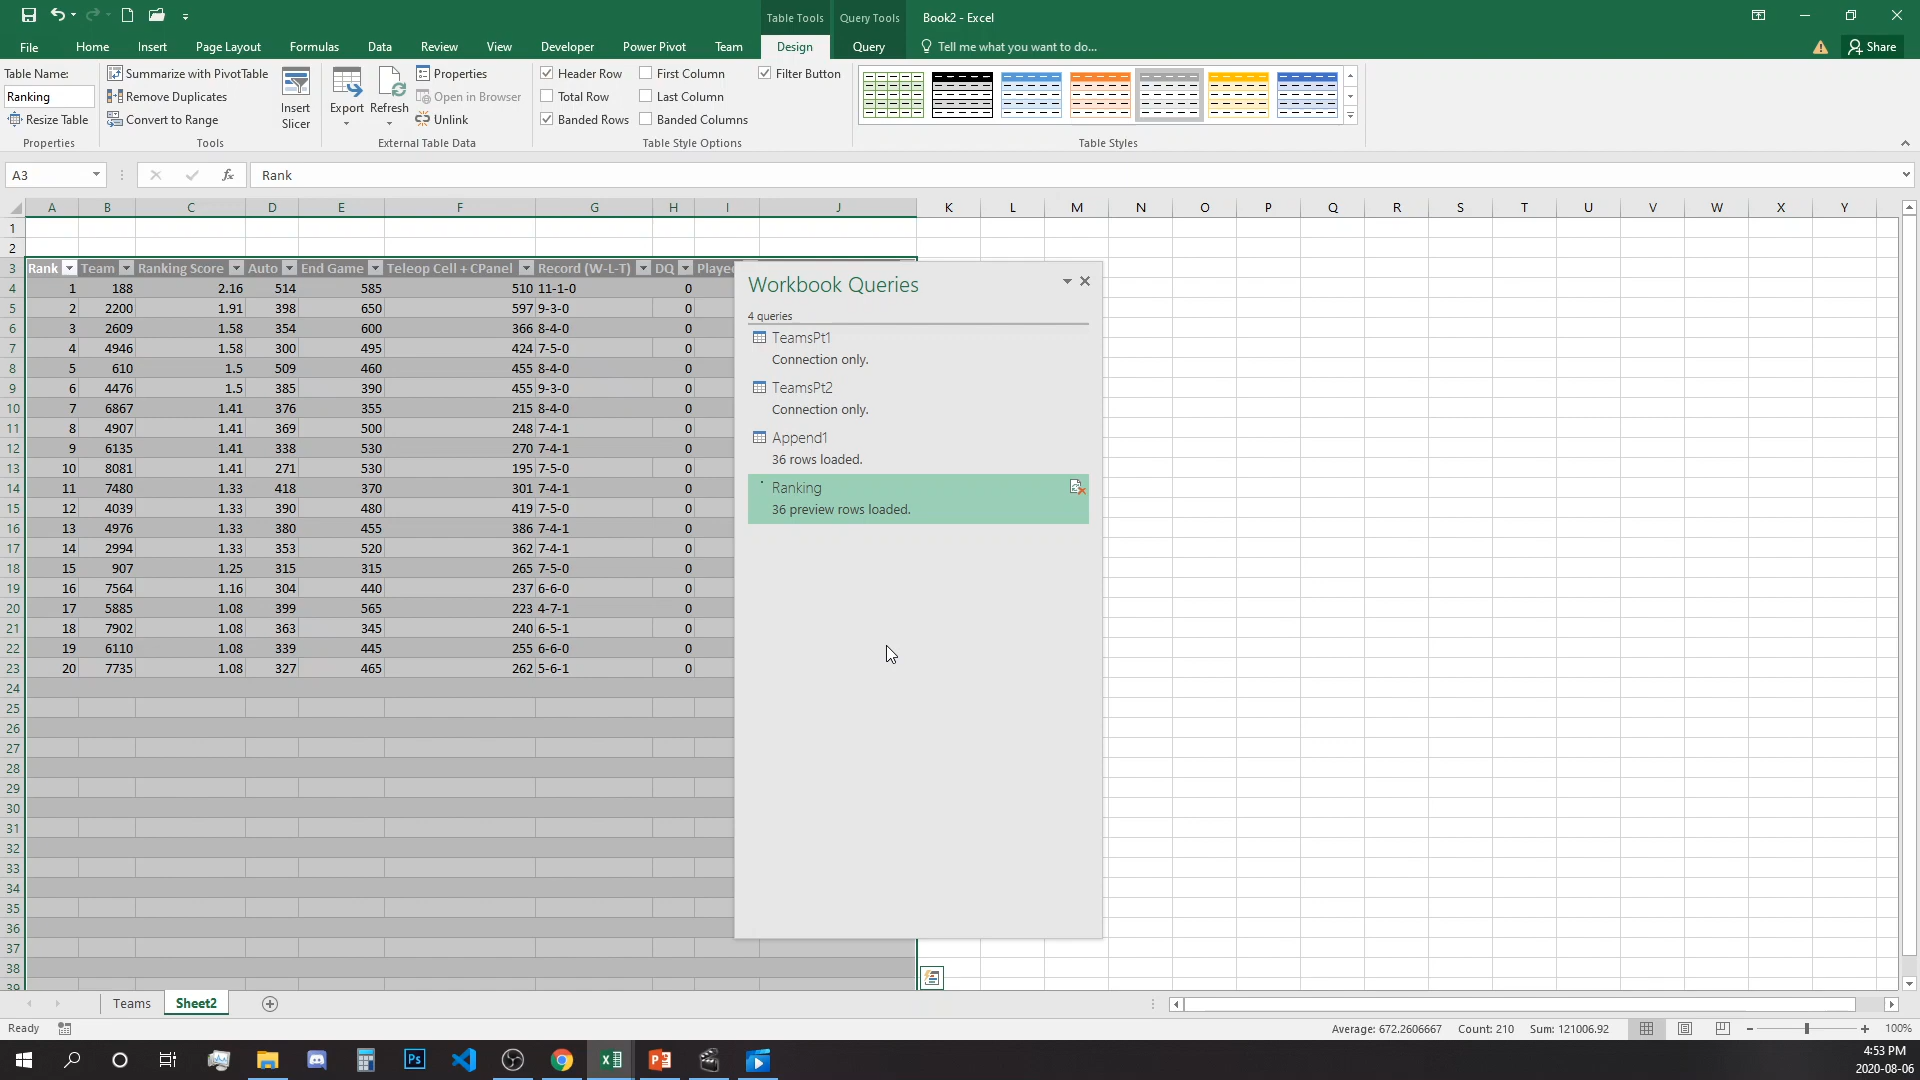 Table Tools Query Tools Book2 - Excel
File Home Insert Page Layout Formulas Data Review View Developer Power Pivot Team Design Query Tell me what you want to do... Share
Table Name: Summarize with PivotTable Properties Header Row First Column Filter Button
Ranking Remove Duplicates Insert Slicer Export Refresh Open in Browser Total Row Last Column
Resize Table Convert to Range Unlink Banded Rows Banded Columns
Properties Tools External Table Data Table Style Options Table Styles
A3 fx Rank
A B C D E F G H I J K L M N O P Q R S T U V W X Y
1
2
3 Rank Team Ranking Score Auto End Game Teleop Cell + CPanel Record (W-L-T) DQ Played
4 1 188 2.16 514 585 510 11-1-0 0
5 2 2200 1.91 398 650 597 9-3-0 0
6 3 2609 1.58 354 600 366 8-4-0 0
7 4 4946 1.58 300 495 424 7-5-0 0
8 5 610 1.5 509 460 455 8-4-0 0
9 6 4476 1.5 385 390 455 9-3-0 0
10 7 6867 1.41 376 355 215 8-4-0 0
11 8 4907 1.41 369 500 248 7-4-1 0
12 9 6135 1.41 338 530 270 7-4-1 0
13 10 8081 1.41 271 530 195 7-5-0 0
14 11 7480 1.33 418 370 301 7-4-1 0
15 12 4039 1.33 390 480 419 7-5-0 0
16 13 4976 1.33 380 455 386 7-4-1 0
17 14 2994 1.33 353 520 362 7-4-1 0
18 15 907 1.25 315 315 265 7-5-0 0
19 16 7564 1.16 304 440 237 6-6-0 0
20 17 5885 1.08 399 565 223 4-7-1 0
21 18 7902 1.08 363 345 240 6-5-1 0
22 19 6110 1.08 339 445 255 6-6-0 0
23 20 7735 1.08 327 465 262 5-6-1 0
24
25
26
27
28
29
30
31
32
33
34
35
36
37
38
39
Workbook Queries
4 queries
TeamsPt1
Connection only.
TeamsPt2
Connection only.
Append1
36 rows loaded.
Ranking
36 preview rows loaded.
Teams Sheet2
Ready Average: 672.2606667 Count: 210 Sum: 121006.92 100%
Ps
4:53 PM
2020-08-06